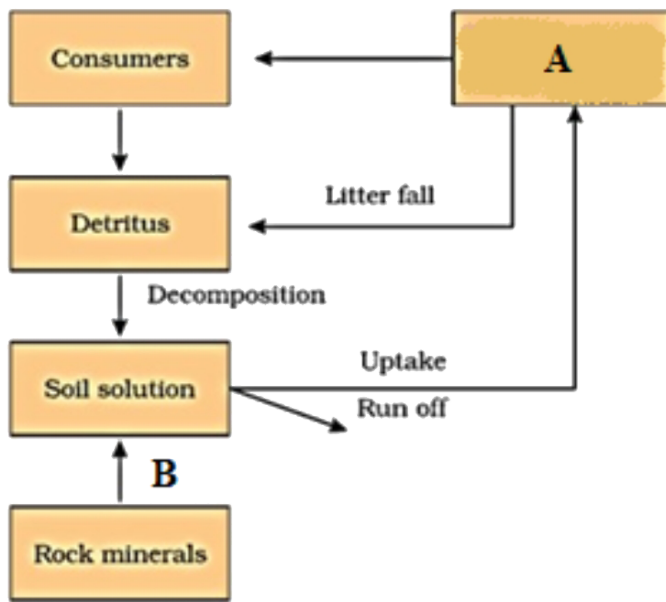 Consumers
A
Litter fall
Detritus
Decomposition
Uptake
Soil solution
Run off
B
Rock minerals